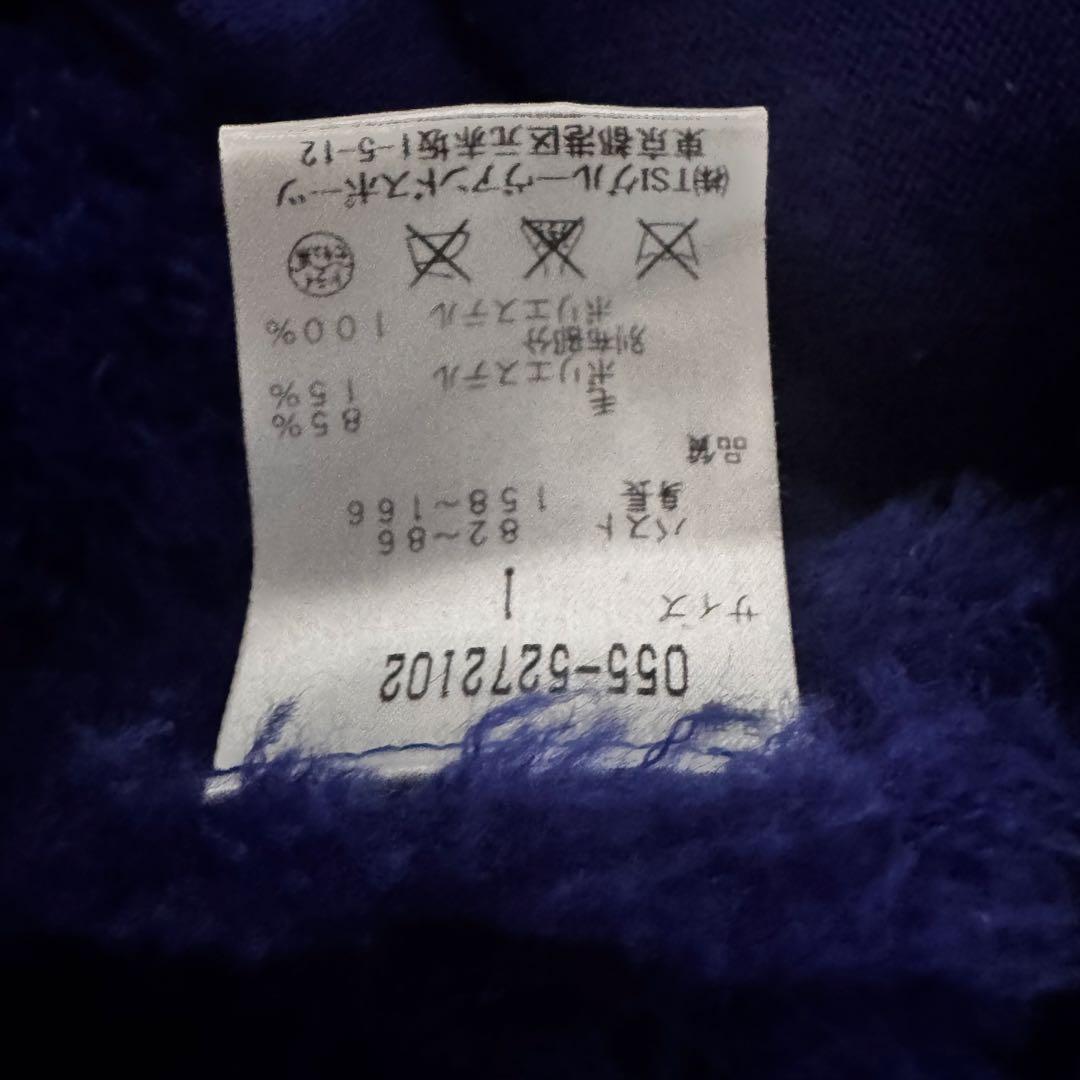 055-5272102
サイズ 1
バスト 82~86
身長 158~166
品質
毛 85%
ポリエステル 15%
別布部分
ポリエステル 100%
ドライ
㈱TSIグルーヴアンドスポーツ
東京都港区元赤坂1-5-12